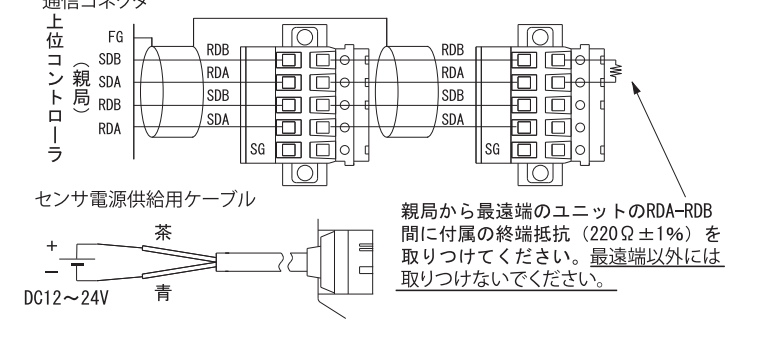 通信コネクタ
上位コントローラ
（親局）
FG
SDB
SDA
RDB
RDA
RDB
RDA
SDB
SDA
SG
RDB
RDA
SDB
SDA
SG
センサ電源供給用ケーブル
茶
+
−
青
DC12～24V
親局から最遠端のユニットのRDA-RDB
間に付属の終端抵抗（220Ω±1%）を
取りつけてください。最遠端以外には
取りつけないでください。